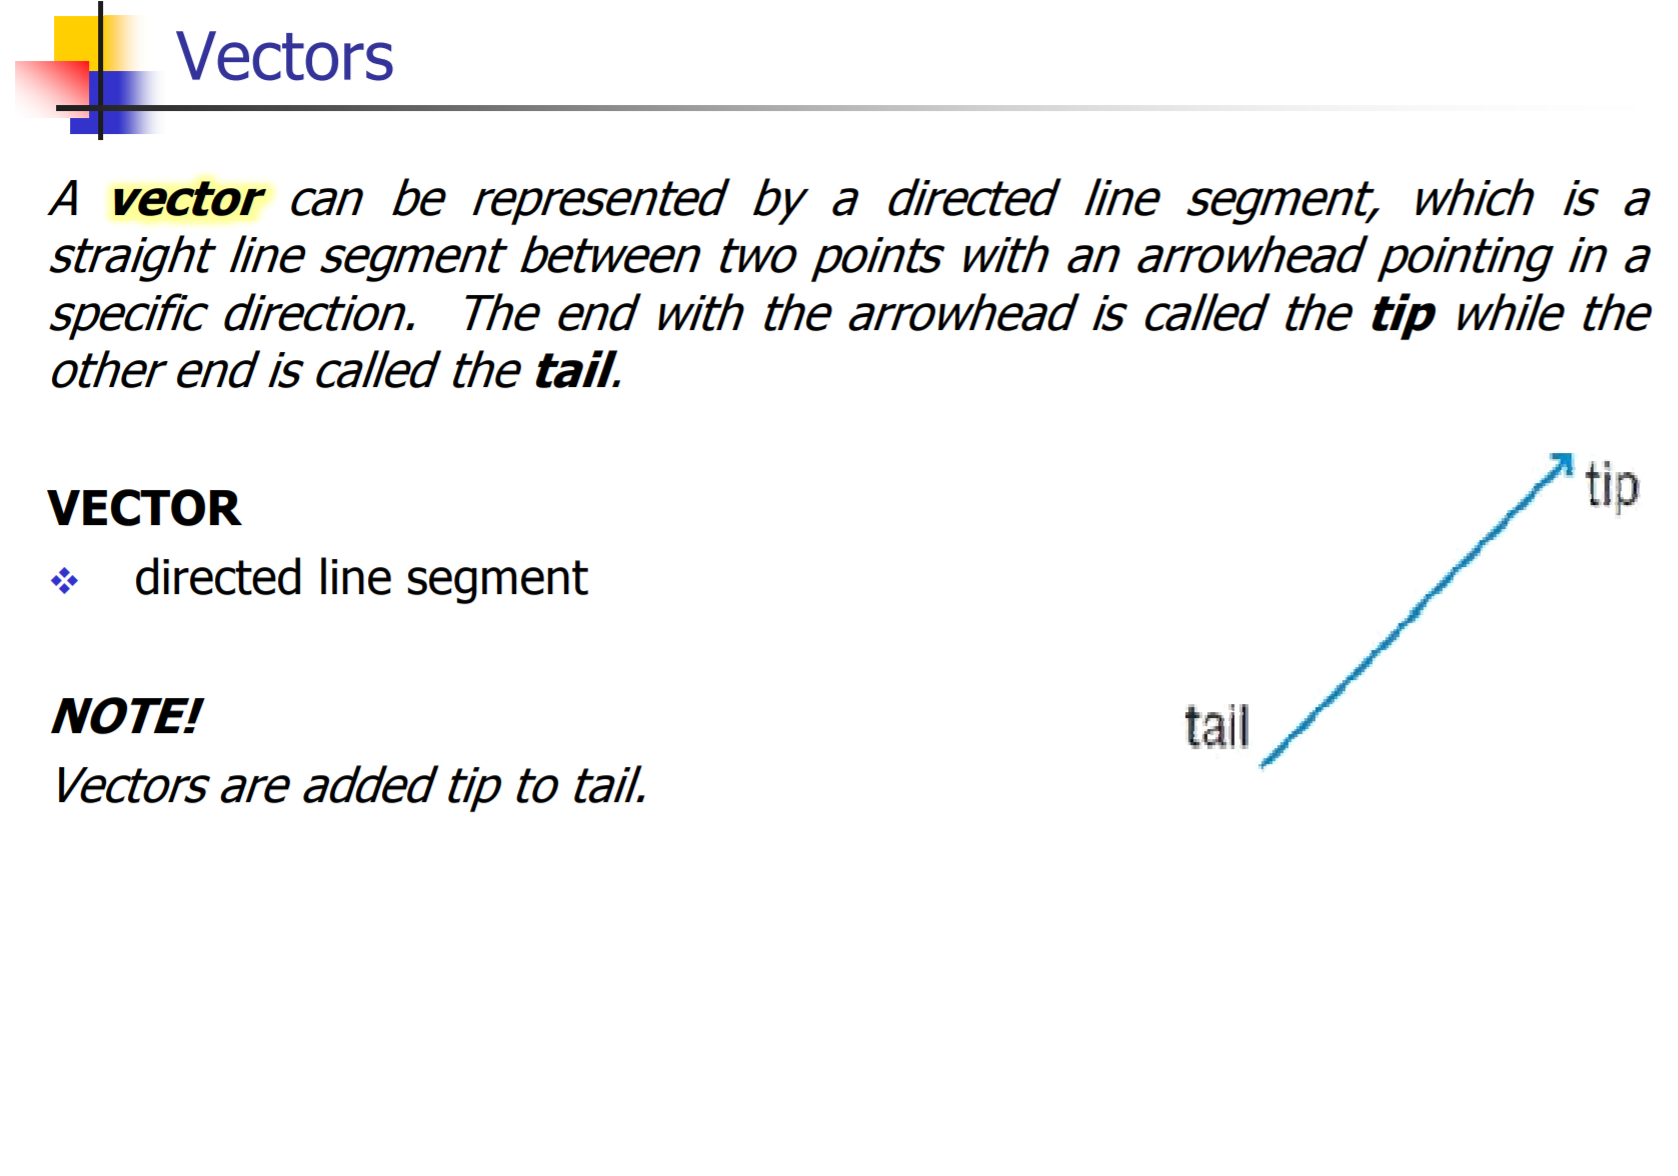 Vectors
A vector can be represented by a directed line segment, which is a
straight line segment between two points with an arrowhead pointing in a
specific direction. The end with the arrowhead is called the tip while the
other end is called the tail.
VECTOR
❖ directed line segment
NOTE!
Vectors are added tip to tail.
tip
tail